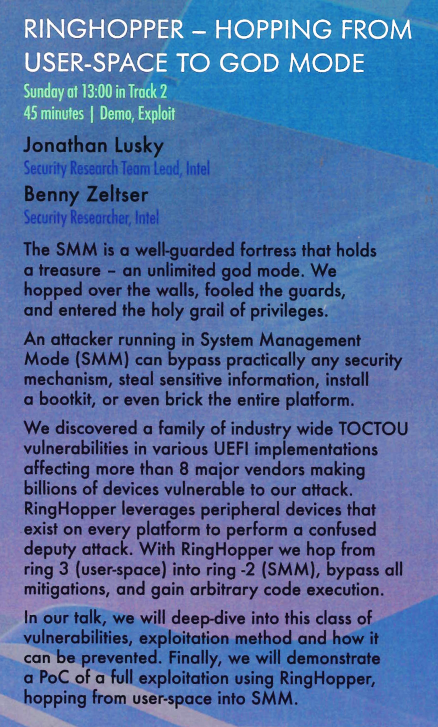 RINGHOPPER – HOPPING FROM
USER-SPACE TO GOD MODE
Sunday at 13:00 in Track 2
45 minutes | Demo, Exploit
Jonathan Lusky
Security Research Team Lead, Intel
Benny Zeltser
Security Researcher, Intel
The SMM is a well-guarded fortress that holds
a treasure – an unlimited god mode. We
hopped over the walls, fooled the guards,
and entered the holy grail of privileges.
An attacker running in System Management
Mode (SMM) can bypass practically any security
mechanism, steal sensitive information, install
a bootkit, or even brick the entire platform.
We discovered a family of industry wide TOCTOU
vulnerabilities in various UEFI implementations
affecting more than 8 major vendors making
billions of devices vulnerable to our attack.
RingHopper leverages peripheral devices that
exist on every platform to perform a confused
deputy attack. With RingHopper we hop from
ring 3 (user-space) into ring -2 (SMM), bypass all
mitigations, and gain arbitrary code execution.
In our talk, we will deep-dive into this class of
vulnerabilities, exploitation method and how it
can be prevented. Finally, we will demonstrate
a PoC of a full exploitation using RingHopper,
hopping from user-space into SMM.